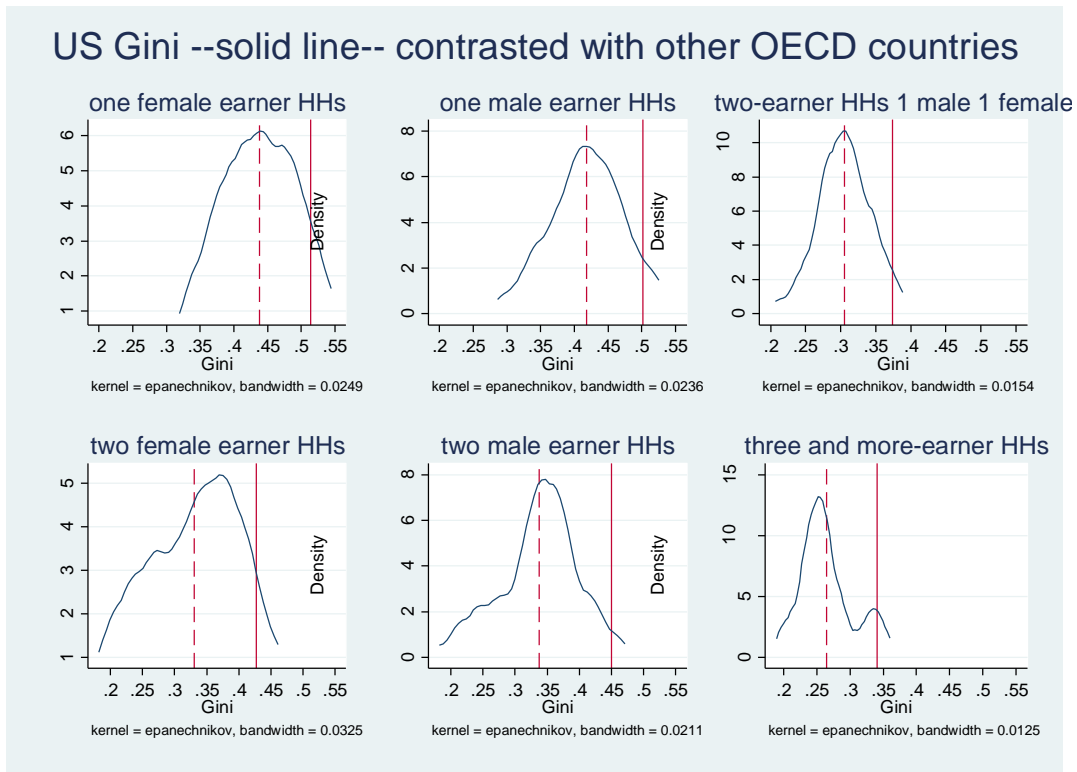 US Gini --solid line-- contrasted with other OECD countries
one female earner HHs
6
5
4
3
2
1
.2 .25 .3 .35 .4 .45 .5 .55
Gini
kernel = epanechnikov, bandwidth = 0.0249
one male earner HHs
Density
8
6
4
2
0
.2 .25 .3 .35 .4 .45 .5 .55
Gini
kernel = epanechnikov, bandwidth = 0.0236
two-earner HHs 1 male 1 female
Density
10
8
6
4
2
0
.2 .25 .3 .35 .4 .45 .5 .55
Gini
kernel = epanechnikov, bandwidth = 0.0154
two female earner HHs
5
4
3
2
1
.2 .25 .3 .35 .4 .45 .5 .55
Gini
kernel = epanechnikov, bandwidth = 0.0325
two male earner HHs
Density
8
6
4
2
0
.2 .25 .3 .35 .4 .45 .5 .55
Gini
kernel = epanechnikov, bandwidth = 0.0211
three and more-earner HHs
Density
15
10
5
0
.2 .25 .3 .35 .4 .45 .5 .55
Gini
kernel = epanechnikov, bandwidth = 0.0125